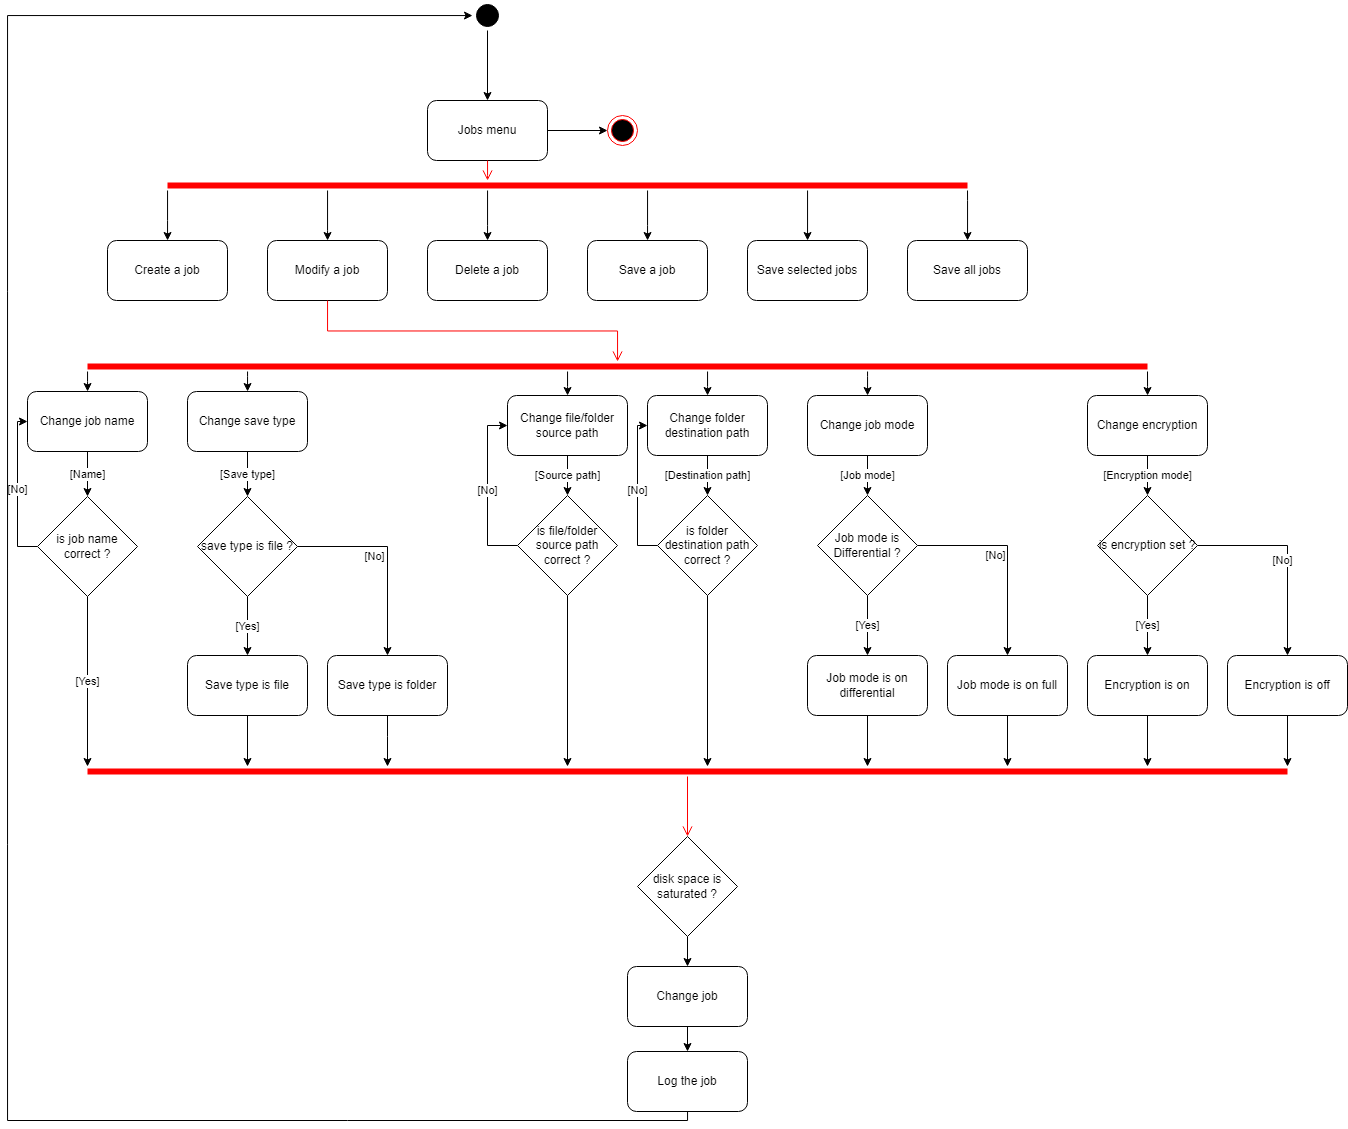 Jobs menu
Create a job
Modify a job
Delete a job
Save a job
Save selected jobs
Save all jobs
Change job name
Change save type
Change file/folder
source path
Change folder
destination path
Change job mode
Change encryption
[Name]
[Save type]
[Source path]
[Destination path]
[Job mode]
[Encryption mode]
[No]
[No]
[No]
is job name
correct ?
save type is file ?
is file/folder
source path
correct ?
is folder
destination path
correct ?
Job mode is
Differential ?
is encryption set ?
[No]
[No]
[No]
[Yes]
[Yes]
[Yes]
[Yes]
Save type is file
Save type is folder
Job mode is on
differential
Job mode is on full
Encryption is on
Encryption is off
disk space is
saturated ?
Change job
Log the job